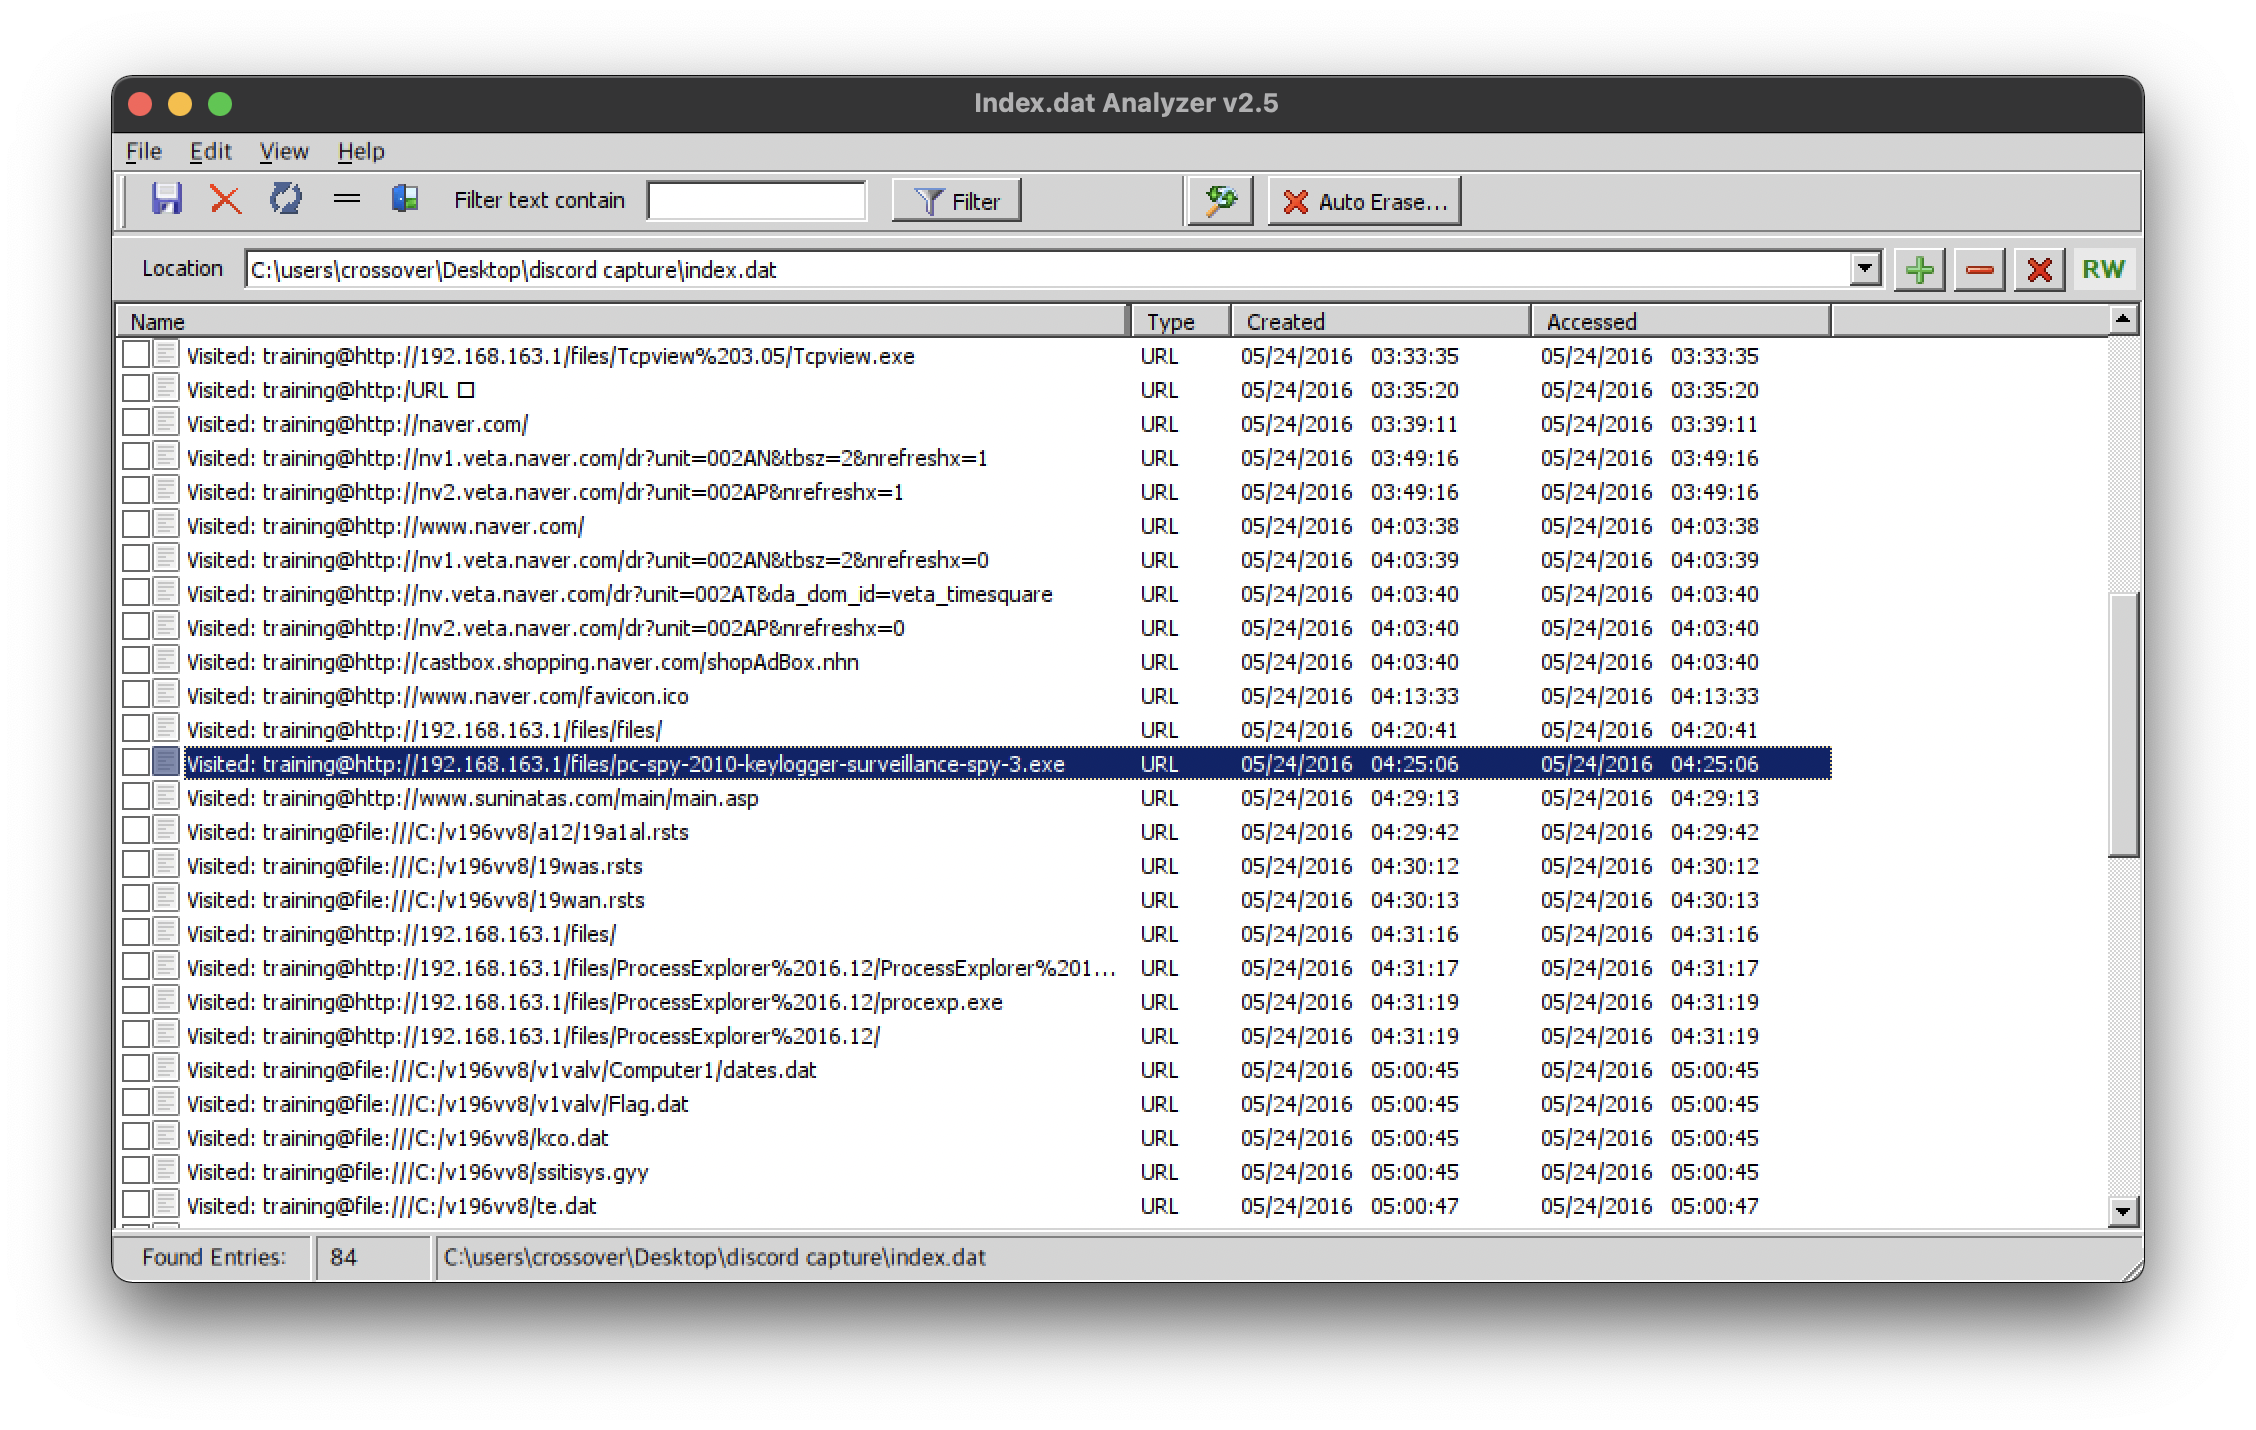 Index.dat Analyzer v2.5
File Edit View Help
Filter text contain Filter Auto Erase...
Location C:\users\crossover\Desktop\discord capture\index.dat RW
Name Type Created Accessed
Visited: training@http://192.168.163.1/files/Tcpview%203.05/Tcpview.exe URL 05/24/2016 03:33:35 05/24/2016 03:33:35
Visited: training@http:/URL □ URL 05/24/2016 03:35:20 05/24/2016 03:35:20
Visited: training@http://naver.com/ URL 05/24/2016 03:39:11 05/24/2016 03:39:11
Visited: training@http://nv1.veta.naver.com/dr?unit=002AN&tbsz=2&nrefreshx=1 URL 05/24/2016 03:49:16 05/24/2016 03:49:16
Visited: training@http://nv2.veta.naver.com/dr?unit=002AP&nrefreshx=1 URL 05/24/2016 03:49:16 05/24/2016 03:49:16
Visited: training@http://www.naver.com/ URL 05/24/2016 04:03:38 05/24/2016 04:03:38
Visited: training@http://nv1.veta.naver.com/dr?unit=002AN&tbsz=2&nrefreshx=0 URL 05/24/2016 04:03:39 05/24/2016 04:03:39
Visited: training@http://nv.veta.naver.com/dr?unit=002AT&da_dom_id=veta_timesquare URL 05/24/2016 04:03:40 05/24/2016 04:03:40
Visited: training@http://nv2.veta.naver.com/dr?unit=002AP&nrefreshx=0 URL 05/24/2016 04:03:40 05/24/2016 04:03:40
Visited: training@http://castbox.shopping.naver.com/shopAdBox.nhn URL 05/24/2016 04:03:40 05/24/2016 04:03:40
Visited: training@http://www.naver.com/favicon.ico URL 05/24/2016 04:13:33 05/24/2016 04:13:33
Visited: training@http://192.168.163.1/files/files/ URL 05/24/2016 04:20:41 05/24/2016 04:20:41
Visited: training@http://192.168.163.1/files/pc-spy-2010-keylogger-surveillance-spy-3.exe URL 05/24/2016 04:25:06 05/24/2016 04:25:06
Visited: training@http://www.suninatas.com/main/main.asp URL 05/24/2016 04:29:13 05/24/2016 04:29:13
Visited: training@file:///C:/v196vv8/a12/19a1al.rsts URL 05/24/2016 04:29:42 05/24/2016 04:29:42
Visited: training@file:///C:/v196vv8/19was.rsts URL 05/24/2016 04:30:12 05/24/2016 04:30:12
Visited: training@file:///C:/v196vv8/19wan.rsts URL 05/24/2016 04:30:13 05/24/2016 04:30:13
Visited: training@http://192.168.163.1/files/ URL 05/24/2016 04:31:16 05/24/2016 04:31:16
Visited: training@http://192.168.163.1/files/ProcessExplorer%2016.12/ProcessExplorer%201... URL 05/24/2016 04:31:17 05/24/2016 04:31:17
Visited: training@http://192.168.163.1/files/ProcessExplorer%2016.12/procexp.exe URL 05/24/2016 04:31:19 05/24/2016 04:31:19
Visited: training@http://192.168.163.1/files/ProcessExplorer%2016.12/ URL 05/24/2016 04:31:19 05/24/2016 04:31:19
Visited: training@file:///C:/v196vv8/v1valv/Computer1/dates.dat URL 05/24/2016 05:00:45 05/24/2016 05:00:45
Visited: training@file:///C:/v196vv8/v1valv/Flag.dat URL 05/24/2016 05:00:45 05/24/2016 05:00:45
Visited: training@file:///C:/v196vv8/kco.dat URL 05/24/2016 05:00:45 05/24/2016 05:00:45
Visited: training@file:///C:/v196vv8/ssitisys.gyy URL 05/24/2016 05:00:45 05/24/2016 05:00:45
Visited: training@file:///C:/v196vv8/te.dat URL 05/24/2016 05:00:47 05/24/2016 05:00:47
Found Entries: 84 C:\users\crossover\Desktop\discord capture\index.dat